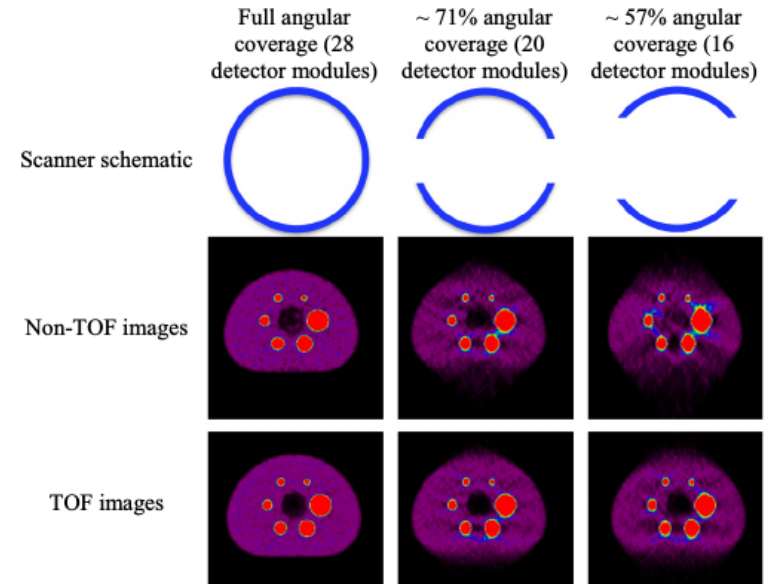 Full angular
coverage (28
detector modules)
~ 71% angular
coverage (20
detector modules)
~ 57% angular
coverage (16
detector modules)
Scanner schematic
Non-TOF images
TOF images